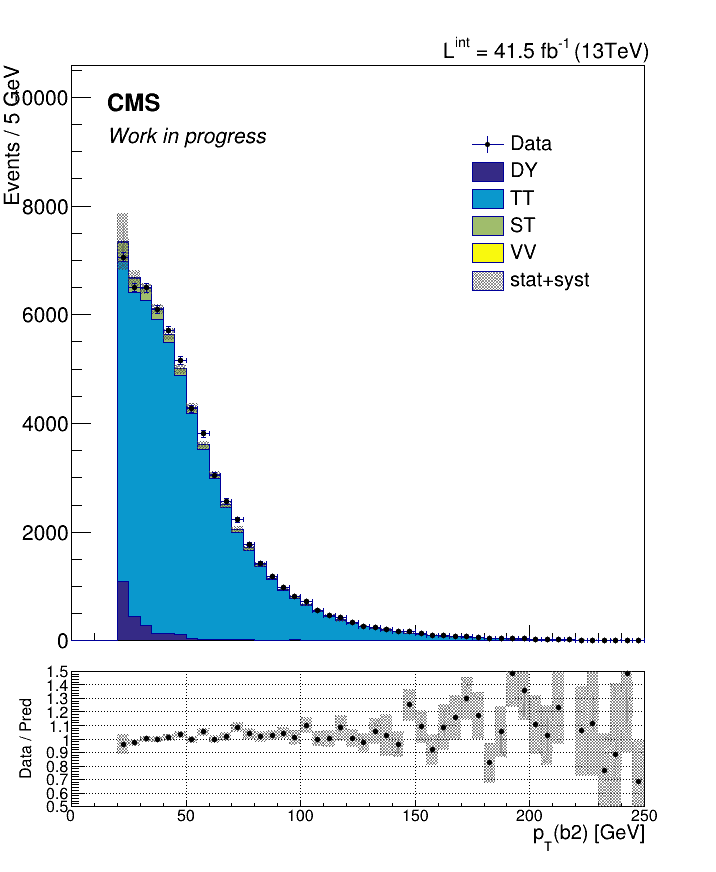 L^int = 41.5 fb^-1 (13TeV)
Events / 5 GeV
CMS
Work in progress
Data
DY
TT
ST
VV
stat+syst
10000
8000
6000
4000
2000
0
Data / Pred
1.5
1.4
1.3
1.2
1.1
1
0.9
0.8
0.7
0.6
0.5
0 50 100 150 200 250
p_T(b2) [GeV]